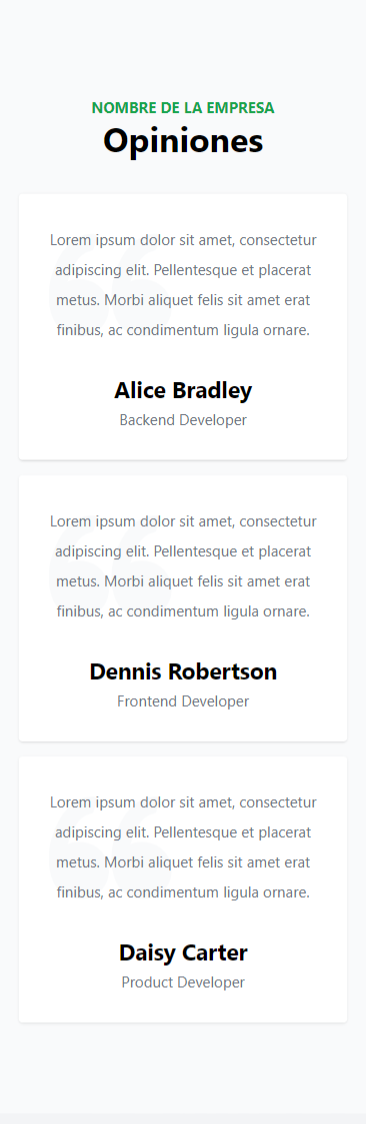 NOMBRE DE LA EMPRESA
Opiniones
Lorem ipsum dolor sit amet, consectetur
adipiscing elit. Pellentesque et placerat
metus. Morbi aliquet felis sit amet erat
finibus, ac condimentum ligula ornare.
Alice Bradley
Backend Developer
Lorem ipsum dolor sit amet, consectetur
adipiscing elit. Pellentesque et placerat
metus. Morbi aliquet felis sit amet erat
finibus, ac condimentum ligula ornare.
Dennis Robertson
Frontend Developer
Lorem ipsum dolor sit amet, consectetur
adipiscing elit. Pellentesque et placerat
metus. Morbi aliquet felis sit amet erat
finibus, ac condimentum ligula ornare.
Daisy Carter
Product Developer